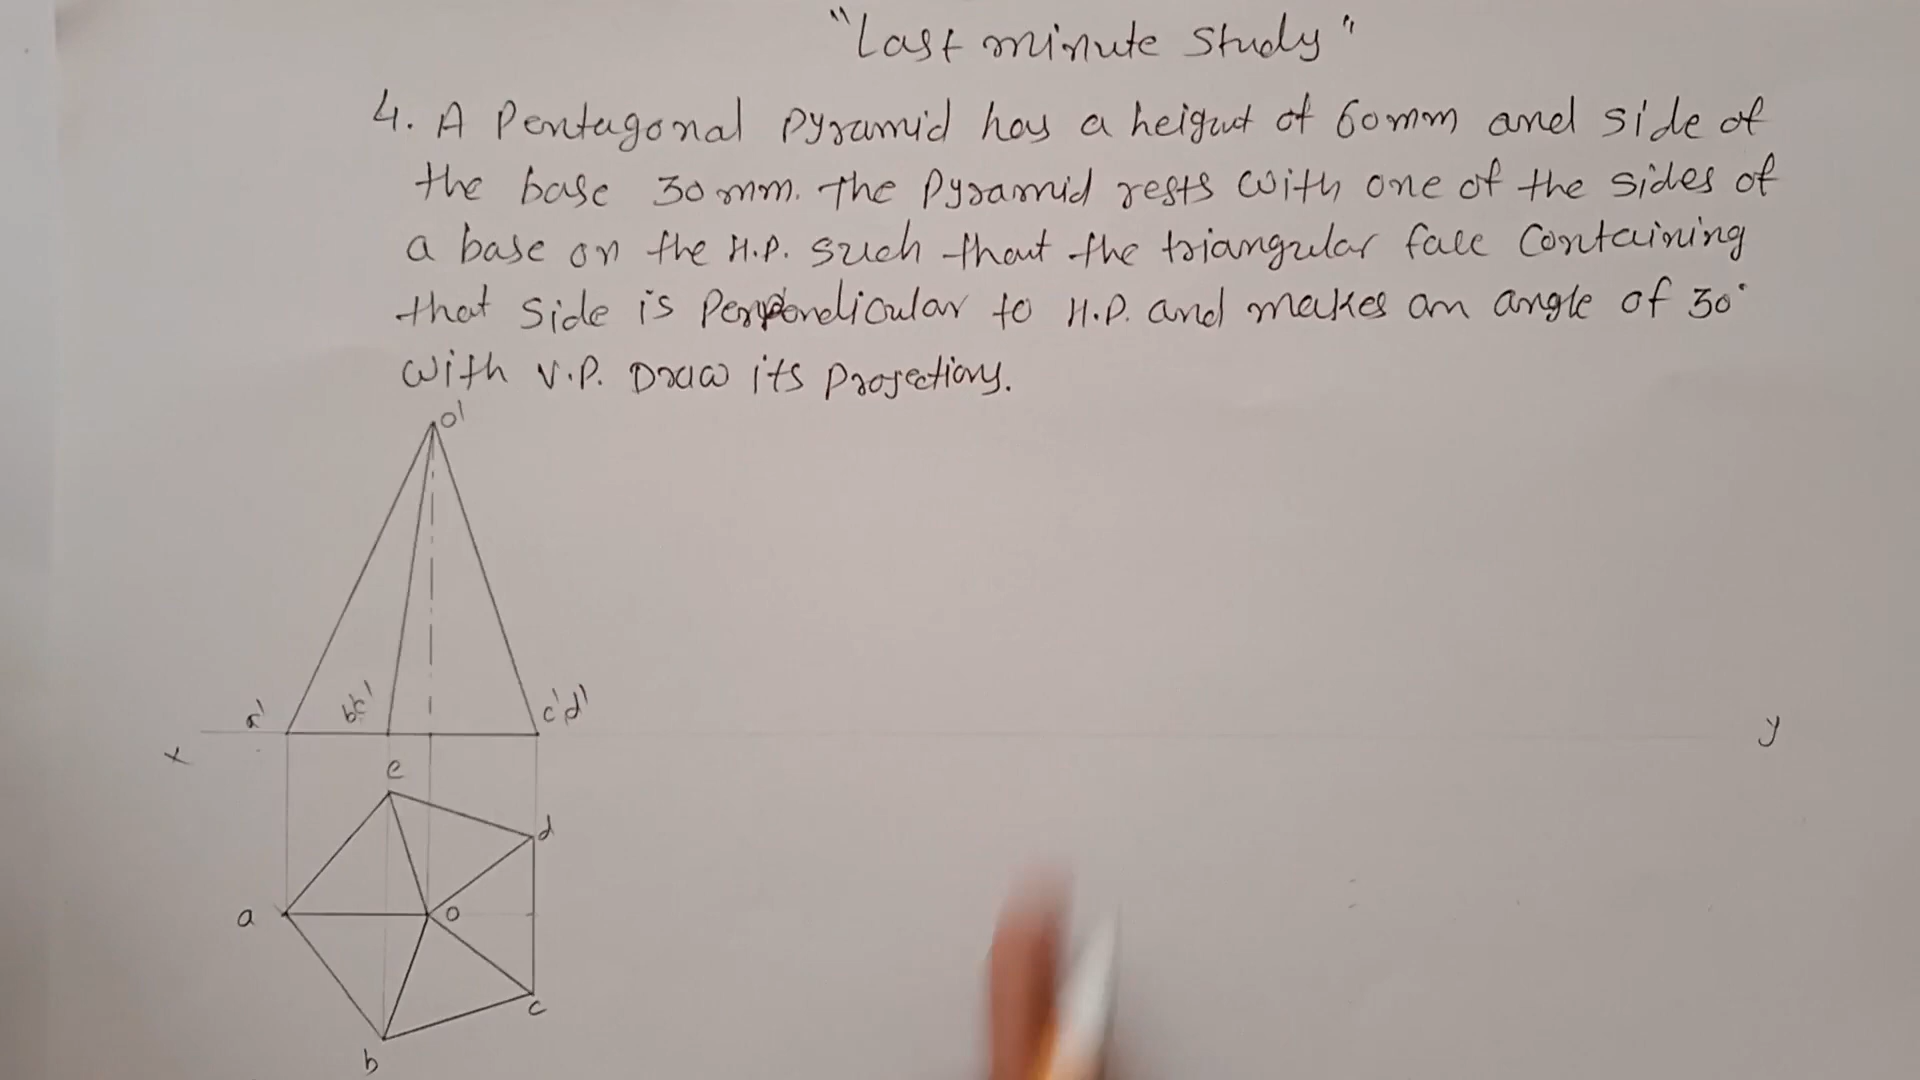 "Last minute study"
4. A Pentagonal pyramid has a height of 60mm and side of
the base 30mm. The pyramid rests with one of the sides of
a base on the H.P. such that the triangular face containing
that side is Perpendicular to H.P. and makes an angle of 30°
with V.P. Draw its projections.
o'
a' b'e' c'd'
x y
e
d
a o
c
b